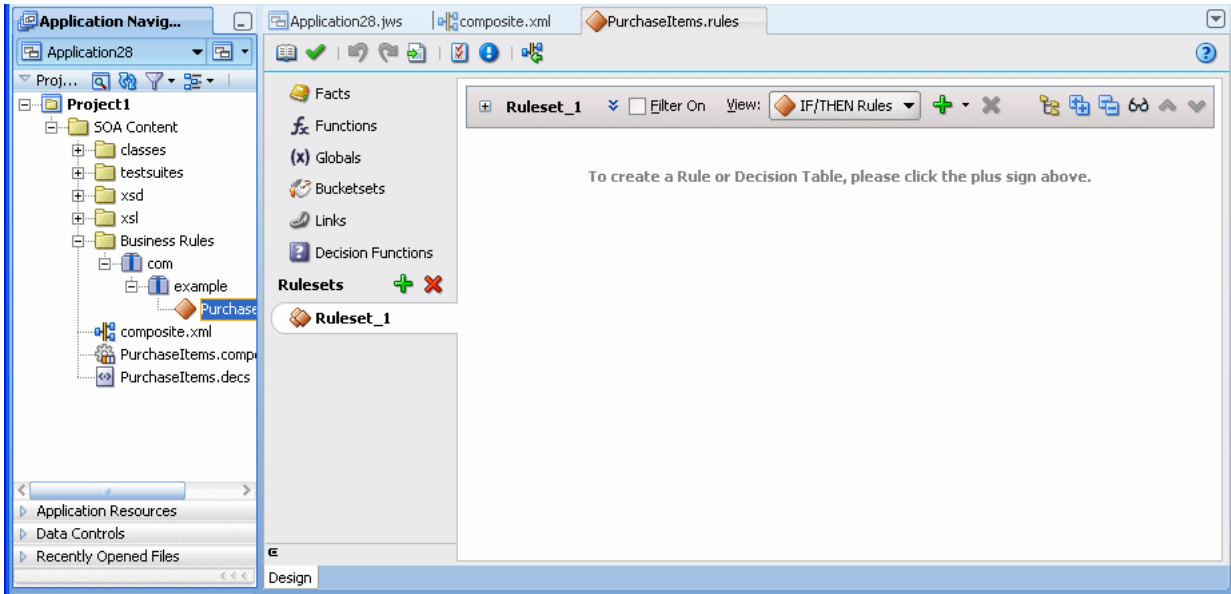 Application Navig...
Application28
Proj...
Project1
SOA Content
classes
testsuites
xsd
xsl
Business Rules
com
example
Purchase
composite.xml
PurchaseItems.comp
PurchaseItems.decs
Application Resources
Data Controls
Recently Opened Files
Application28.jws
composite.xml
PurchaseItems.rules
Facts
Functions
(x) Globals
Bucketsets
Links
Decision Functions
Rulesets
Ruleset_1
Ruleset_1
Filter On
View:
IF/THEN Rules
To create a Rule or Decision Table, please click the plus sign above.
Design